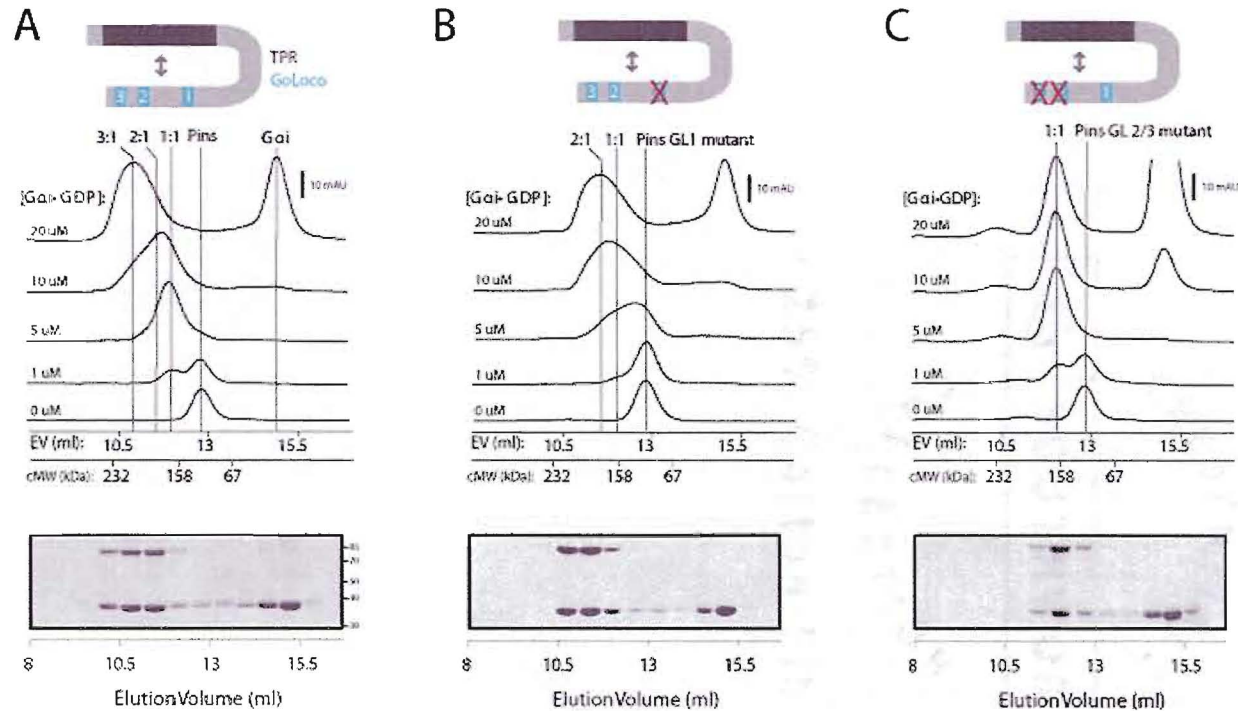 A
TPR
GoLoco
3 2 1
3:1 2:1 1:1 Pins Gαi
10 mAU
[Gαi·GDP]:
20 uM
10 uM
5 uM
1 uM
0 uM
EV (ml): 10.5 13 15.5
cMW (kDa): 232 158 67
85
70
50
40
30
8 10.5 13 15.5
Elution Volume (ml)
B
3 2
2:1 1:1 Pins GL1 mutant
10 mAU
[Gαi·GDP]:
20 uM
10 uM
5 uM
1 uM
0 uM
EV (ml): 10.5 13 15.5
cMW (kDa): 232 158 67
8 10.5 13 15.5
Elution Volume (ml)
C
1
1:1 Pins GL 2/3 mutant
10 mAU
[Gαi·GDP]:
20 uM
10 uM
5 uM
1 uM
0 uM
EV (ml): 10.5 13 15.5
cMW (kDa): 232 158 67
8 10.5 13 15.5
Elution Volume (ml)